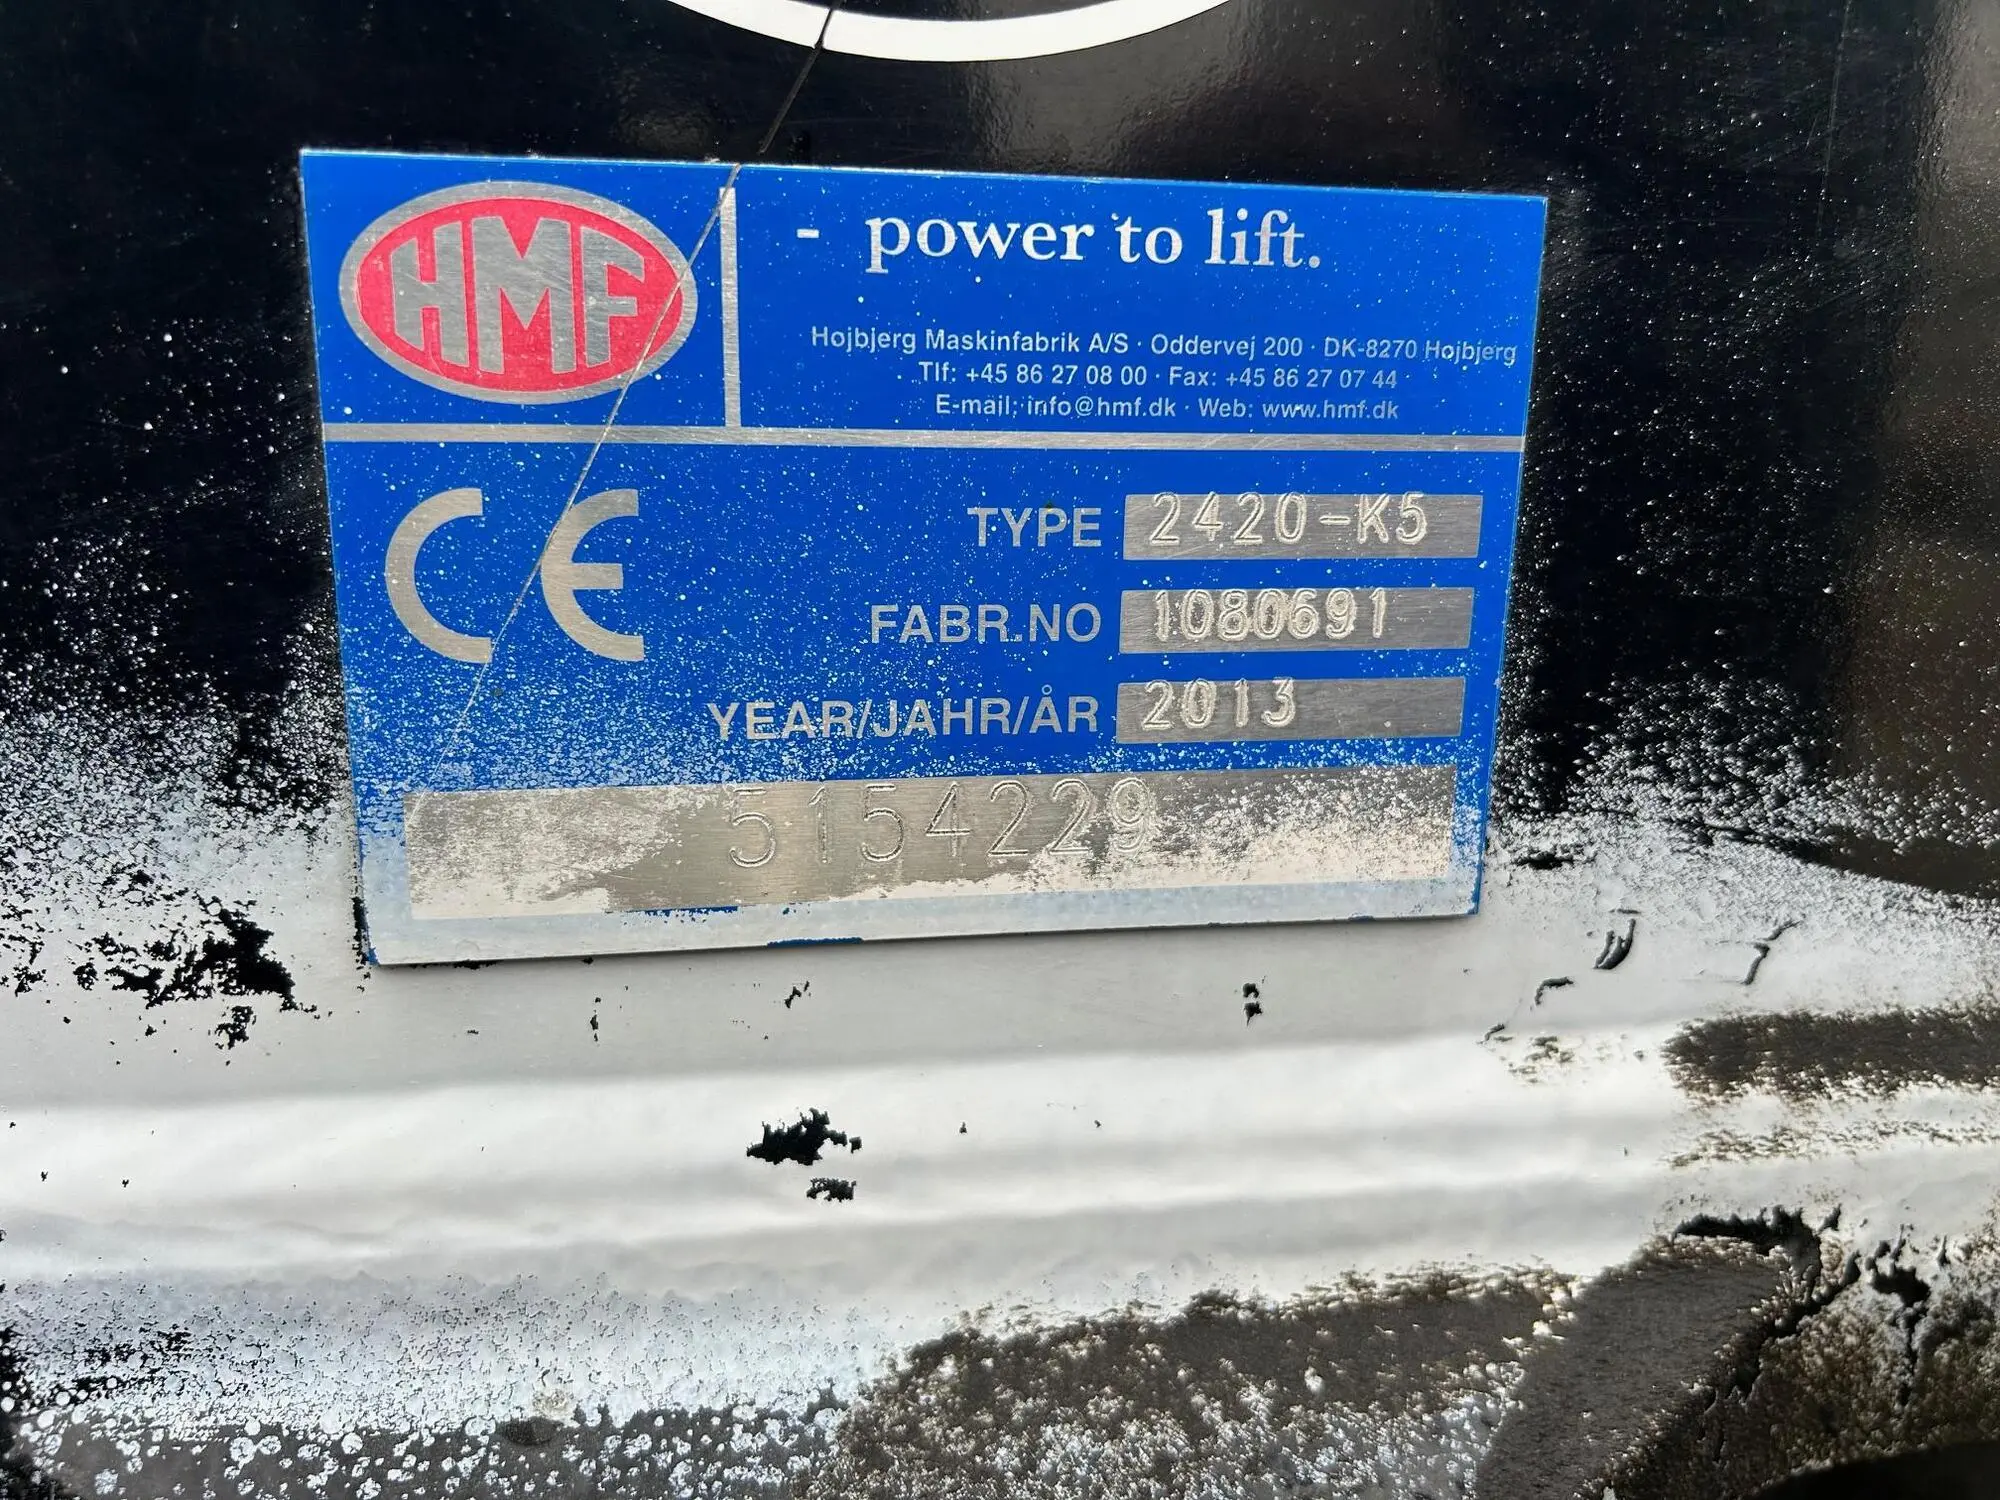 HMF
- power to lift.
Hojbjerg Maskinfabrik A/S · Oddervej 200 · DK-8270 Hojbjerg
Tlf: +45 86 27 08 00 · Fax: +45 86 27 07 44
E-mail: info@hmf.dk · Web: www.hmf.dk
CE
TYPE 2420-K5
FABR.NO 1080691
YEAR/JAHR/ÅR 2013
5154229